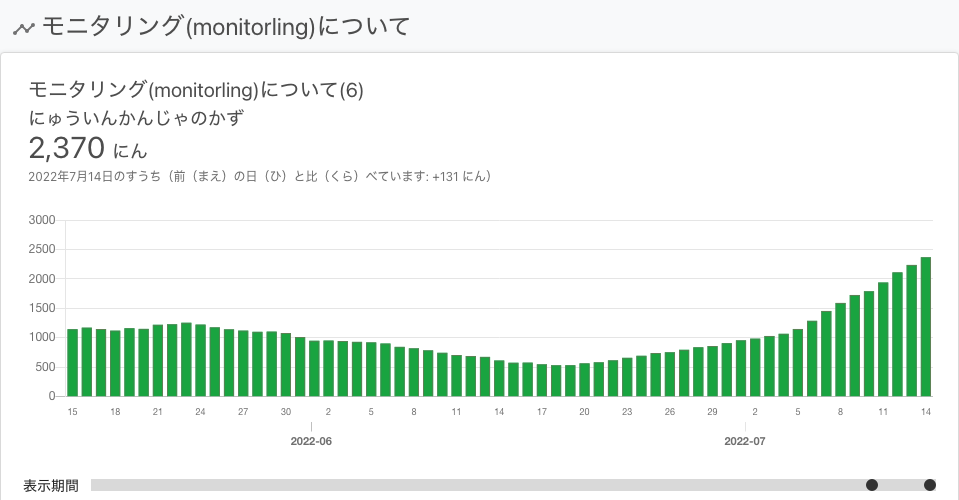 モニタリング(monitorling)について
モニタリング(monitorling)について(6)
にゅういんかんじゃのかず
2,370 にん
2022年7月14日のすうち（前（まえ）の日（ひ）と比（くら）べています: +131 にん）
3000
2500
2000
1500
1000
500
0
15 18 21 24 27 30 2 5 8 11 14 17 20 23 26 29 2 5 8 11 14
2022-06 2022-07
表示期間